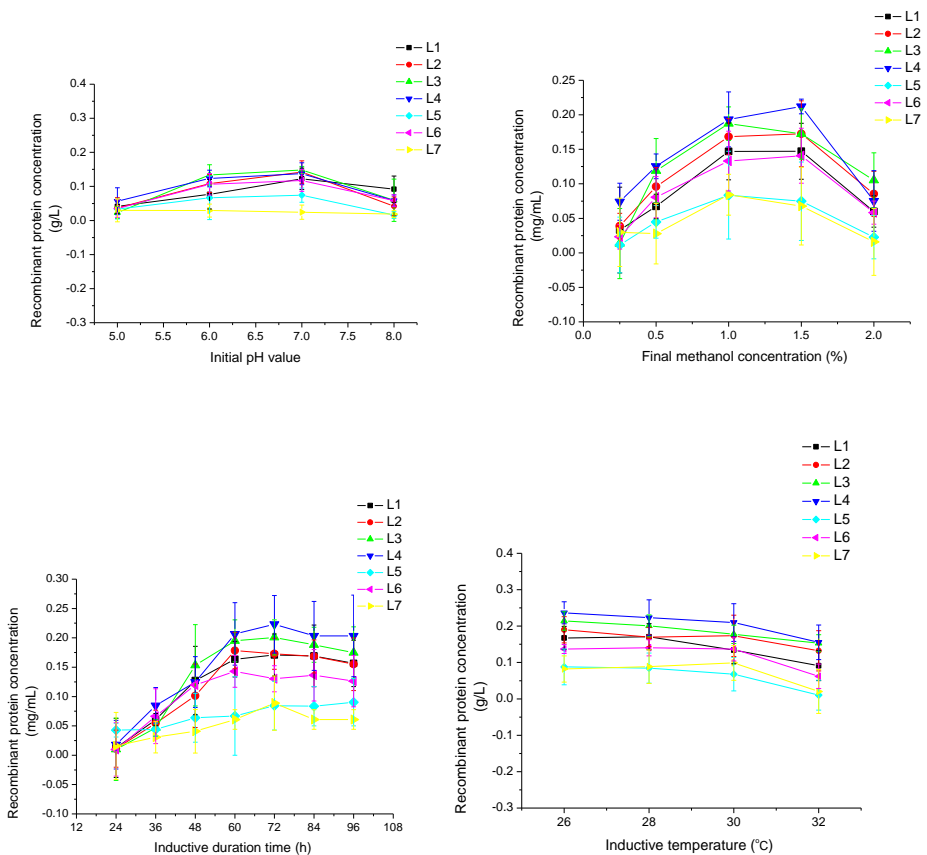 L1
L2
L3
L4
L5
L6
L7
0.4
0.3
0.2
0.1
0.0
-0.1
-0.2
-0.3
Recombinant protein concentration
(g/L)
5.0 5.5 6.0 6.5 7.0 7.5 8.0
Initial pH value
L1
L2
L3
L4
L5
L6
L7
0.25
0.20
0.15
0.10
0.05
0.00
-0.05
-0.10
Recombinant protein concentration
(mg/mL)
0.0 0.5 1.0 1.5 2.0
Final methanol concentration (%)
L1
L2
L3
L4
L5
L6
L7
0.30
0.25
0.20
0.15
0.10
0.05
0.00
-0.05
-0.10
Recombinant protein concentration
(mg/mL)
12 24 36 48 60 72 84 96 108
Inductive duration time (h)
L1
L2
L3
L4
L5
L6
L7
0.4
0.3
0.2
0.1
0.0
-0.1
-0.2
-0.3
Recombinant protein concentration
(g/L)
26 28 30 32
Inductive temperature (℃)